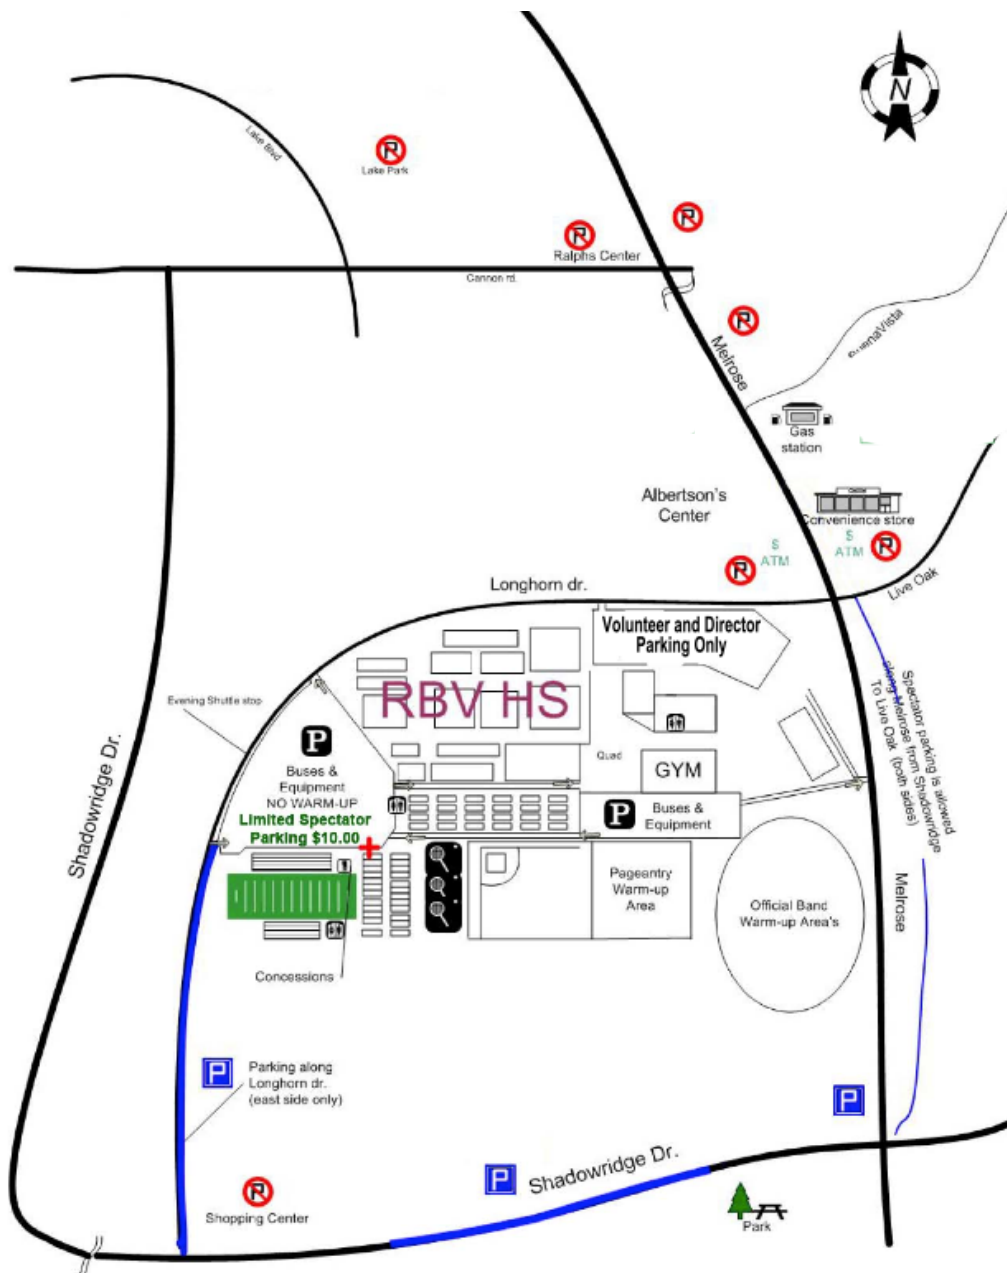 N
Lake Blvd
Lake Park
Ralphs Center
Cannon rd.
Melrose
Gas
station
Albertson's
Center
Convenience store
$
ATM
$
ATM
Live Oak
Longhorn dr.
Volunteer and Director
Parking Only
RBV HS
Evening Shuttle stop
P
Buses &
Equipment
NO WARM-UP
Limited Spectator
Parking $10.00
Quad
GYM
P
Buses &
Equipment
Spectator parking is allowed
along Melrose from Shadowridge
To Live Oak (both sides)
Shadowridge Dr.
Pageantry
Warm-up
Area
Official Band
Warm-up Area's
Melrose
Concessions
P
Parking along
Longhorn dr.
(east side only)
P
P
Shadowridge Dr.
Shopping Center
Park